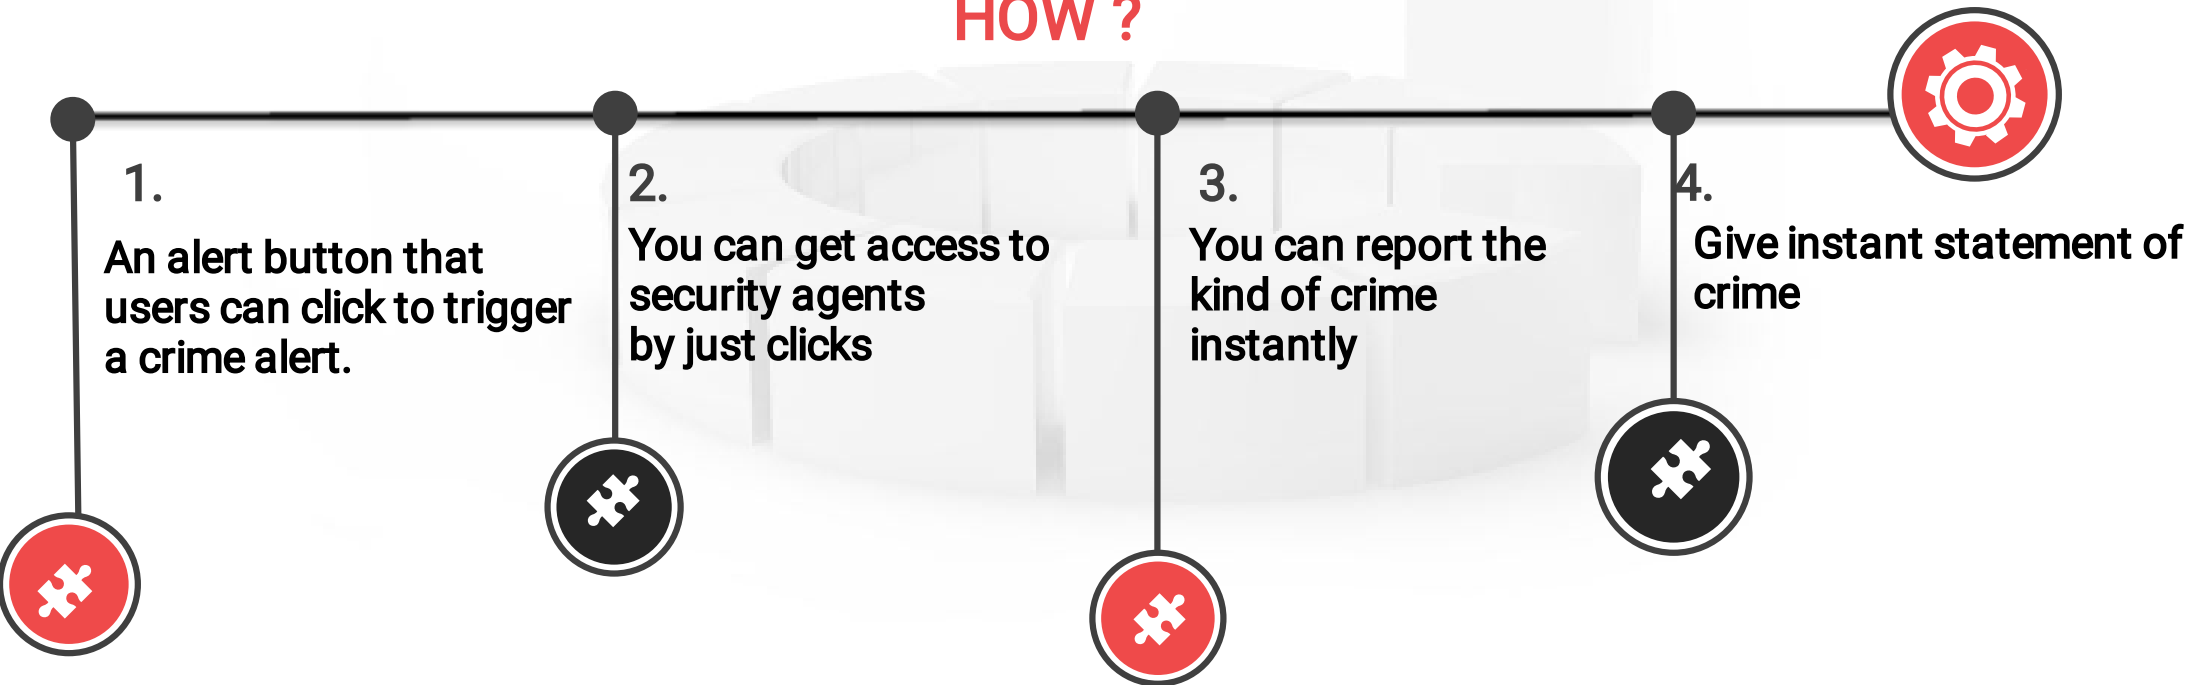 HOW ?
1.
An alert button that
users can click to trigger
a crime alert.
2.
You can get access to
security agents
by just clicks
3.
You can report the
kind of crime
instantly
4.
Give instant statement of
crime